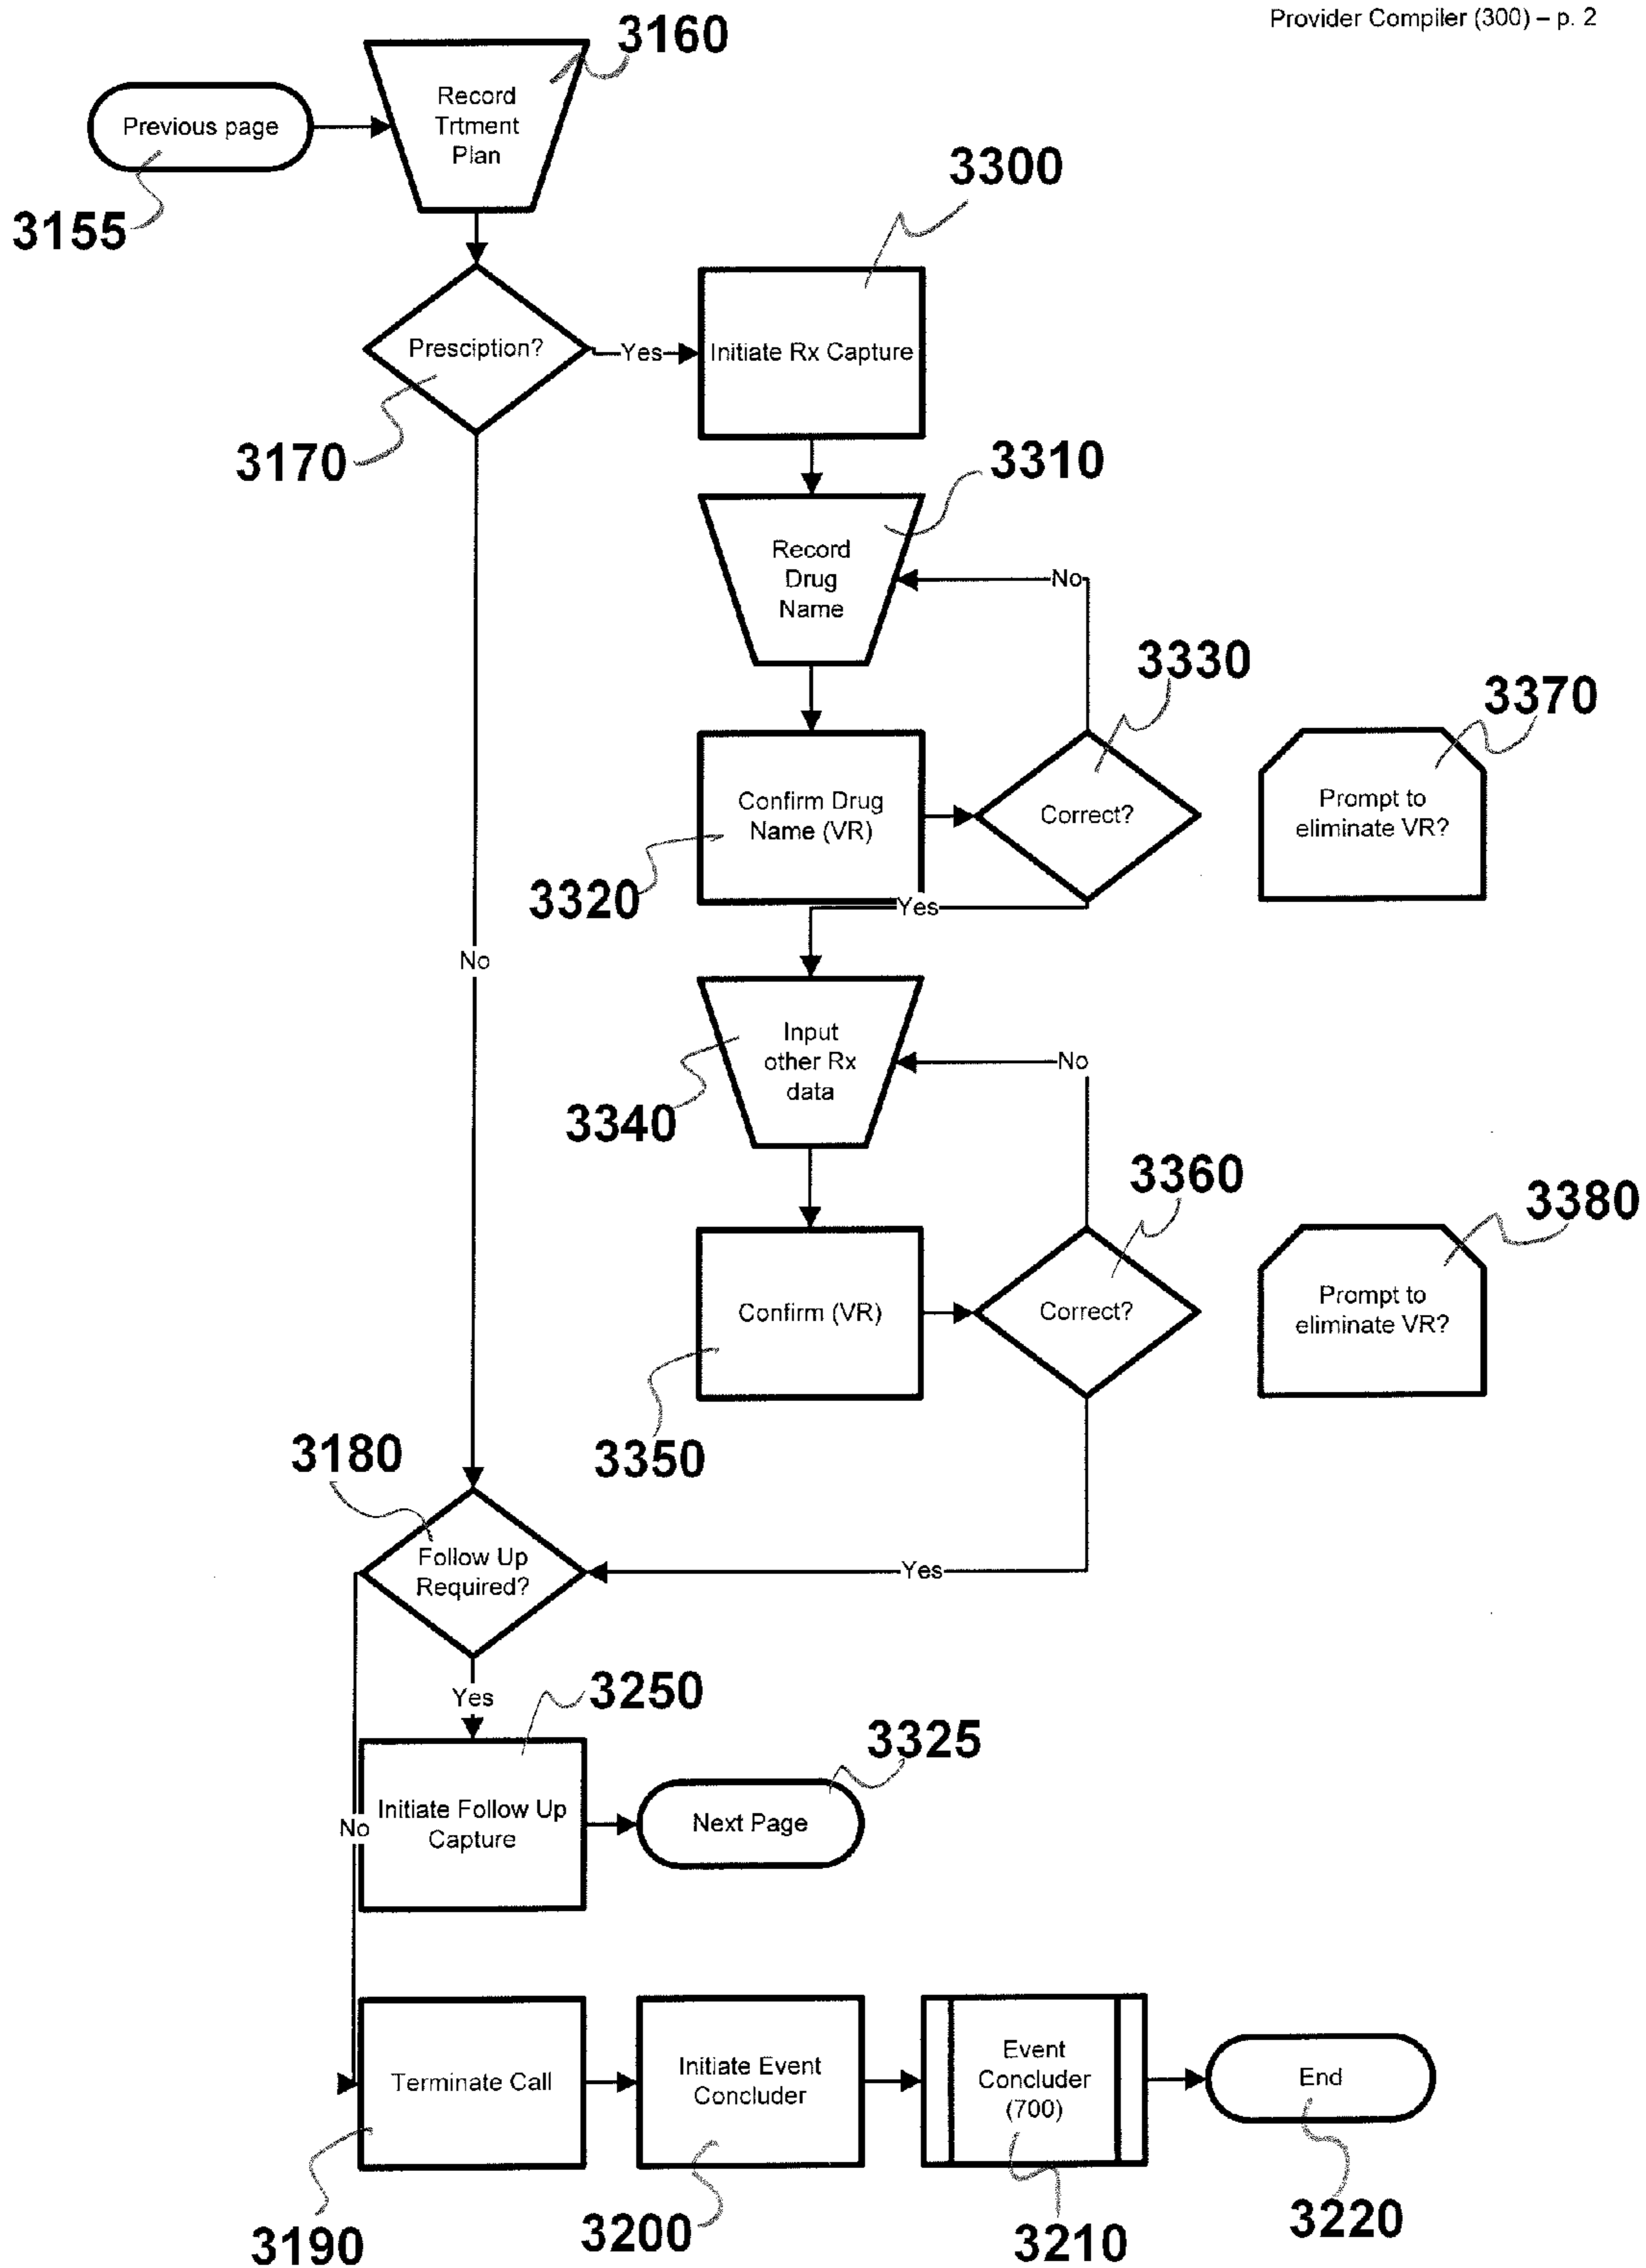 Provider Compiler (300) – p. 2
3160
Record
Trtment
Plan
Previous page
3155
3300
Presciption?
Yes
Initiate Rx Capture
3170
3310
Record
Drug
Name
No
3330
3370
Confirm Drug
Name (VR)
Correct?
Prompt to
eliminate VR?
3320
Yes
No
Input
other Rx
data
No
3340
3360
3380
Confirm (VR)
Correct?
Prompt to
eliminate VR?
3350
3180
Follow Up
Required?
Yes
Yes
3250
3325
Initiate Follow Up
Capture
Next Page
No
Terminate Call
Initiate Event
Concluder
Event
Concluder
(700)
End
3190
3200
3210
3220